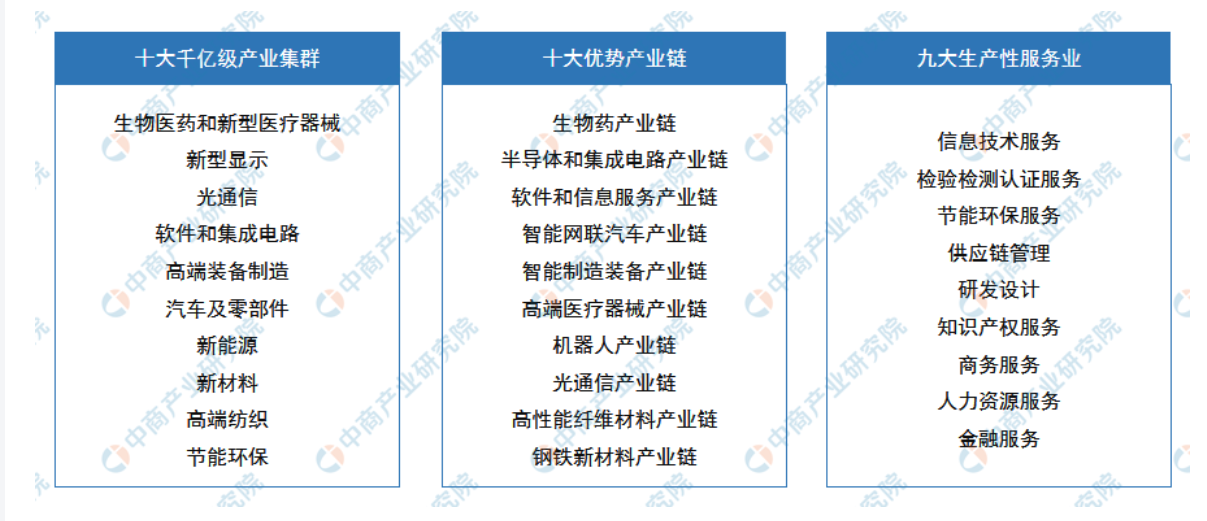 十大千亿级产业集群
生物医药和新型医疗器械
新型显示
光通信
软件和集成电路
高端装备制造
汽车及零部件
新能源
新材料
高端纺织
节能环保
十大优势产业链
生物药产业链
半导体和集成电路产业链
软件和信息服务产业链
智能网联汽车产业链
智能制造装备产业链
高端医疗器械产业链
机器人产业链
光通信产业链
高性能纤维材料产业链
钢铁新材料产业链
九大生产性服务业
信息技术服务
检验检测认证服务
节能环保服务
供应链管理
研发设计
知识产权服务
商务服务
人力资源服务
金融服务
中商产业研究院